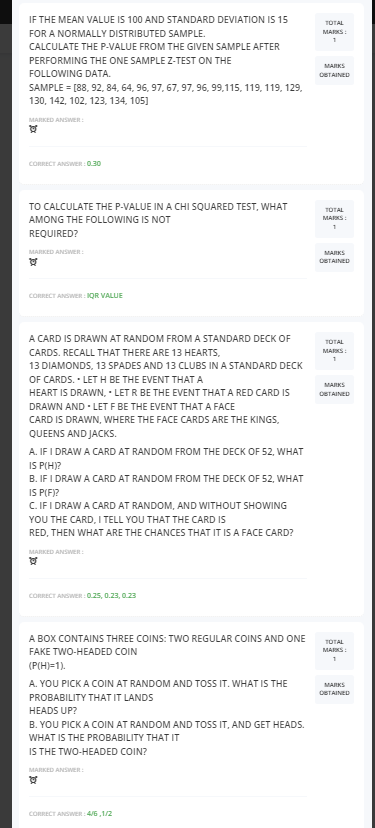 IF THE MEAN VALUE IS 100 AND STANDARD DEVIATION IS 15
FOR A NORMALLY DISTRIBUTED SAMPLE.
CALCULATE THE P-VALUE FROM THE GIVEN SAMPLE AFTER
PERFORMING THE ONE SAMPLE Z-TEST ON THE
FOLLOWING DATA.
SAMPLE = [88, 92, 84, 64, 96, 97, 67, 97, 96, 99,115, 119, 119, 129,
130, 142, 102, 123, 134, 105]
TOTAL
MARKS :
1
MARKS
OBTAINED
MARKED ANSWER :
CORRECT ANSWER : 0.30
TO CALCULATE THE P-VALUE IN A CHI SQUARED TEST, WHAT
AMONG THE FOLLOWING IS NOT
REQUIRED?
TOTAL
MARKS :
1
MARKS
OBTAINED
MARKED ANSWER :
CORRECT ANSWER : IQR VALUE
A CARD IS DRAWN AT RANDOM FROM A STANDARD DECK OF
CARDS. RECALL THAT THERE ARE 13 HEARTS,
13 DIAMONDS, 13 SPADES AND 13 CLUBS IN A STANDARD DECK
OF CARDS. • LET H BE THE EVENT THAT A
HEART IS DRAWN, • LET R BE THE EVENT THAT A RED CARD IS
DRAWN AND • LET F BE THE EVENT THAT A FACE
CARD IS DRAWN, WHERE THE FACE CARDS ARE THE KINGS,
QUEENS AND JACKS.
A. IF I DRAW A CARD AT RANDOM FROM THE DECK OF 52, WHAT
IS P(H)?
B. IF I DRAW A CARD AT RANDOM FROM THE DECK OF 52, WHAT
IS P(F)?
C. IF I DRAW A CARD AT RANDOM, AND WITHOUT SHOWING
YOU THE CARD, I TELL YOU THAT THE CARD IS
RED, THEN WHAT ARE THE CHANCES THAT IT IS A FACE CARD?
TOTAL
MARKS :
1
MARKS
OBTAINED
MARKED ANSWER :
CORRECT ANSWER : 0.25, 0.23, 0.23
A BOX CONTAINS THREE COINS: TWO REGULAR COINS AND ONE
FAKE TWO-HEADED COIN
(P(H)=1).
A. YOU PICK A COIN AT RANDOM AND TOSS IT. WHAT IS THE
PROBABILITY THAT IT LANDS
HEADS UP?
B. YOU PICK A COIN AT RANDOM AND TOSS IT, AND GET HEADS.
WHAT IS THE PROBABILITY THAT IT
IS THE TWO-HEADED COIN?
TOTAL
MARKS :
1
MARKS
OBTAINED
MARKED ANSWER :
CORRECT ANSWER : 4/6 ,1/2